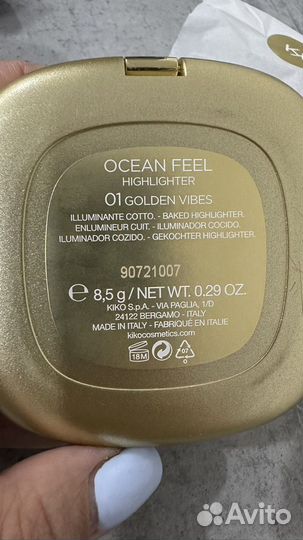 OCEAN FEEL
HIGHLIGHTER
01 GOLDEN VIBES
ILLUMINANTE COTTO. - BAKED HIGHLIGHTER.
ENLUMINEUR CUIT. - ILUMINADOR COCIDO.
ILUMINADOR COZIDO. - GEKOCHTER HIGHLIGHTER.
90721007
℮ 8,5 g / NET WT. 0.29 OZ.
KIKO S.p.A. - VIA PAGLIA, 1/D
24122 BERGAMO - ITALY
MADE IN ITALY - FABRIQUÉ EN ITALIE
kikocosmetics.com
18M
07
Avito